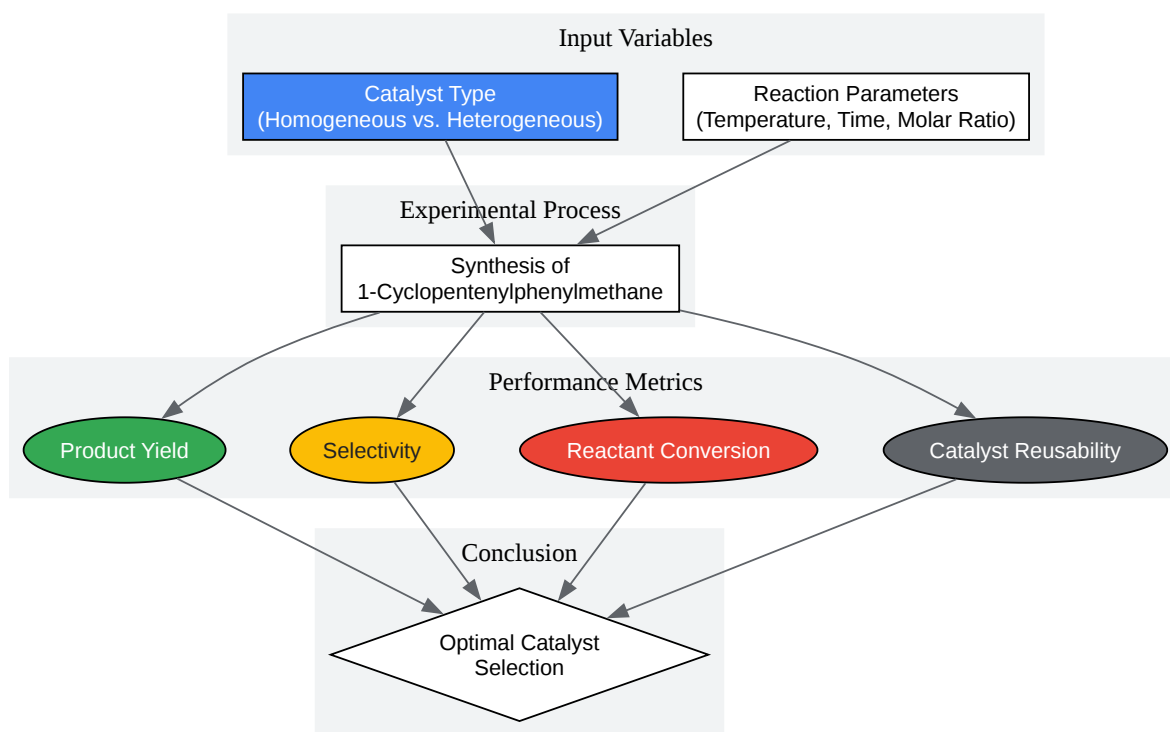 Input Variables
Catalyst Type
(Homogeneous vs. Heterogeneous)
Reaction Parameters
(Temperature, Time, Molar Ratio)
Experimental Process
Synthesis of
1-Cyclopentenylphenylmethane
Performance Metrics
Product Yield
Selectivity
Reactant Conversion
Catalyst Reusability
Conclusion
Optimal Catalyst
Selection